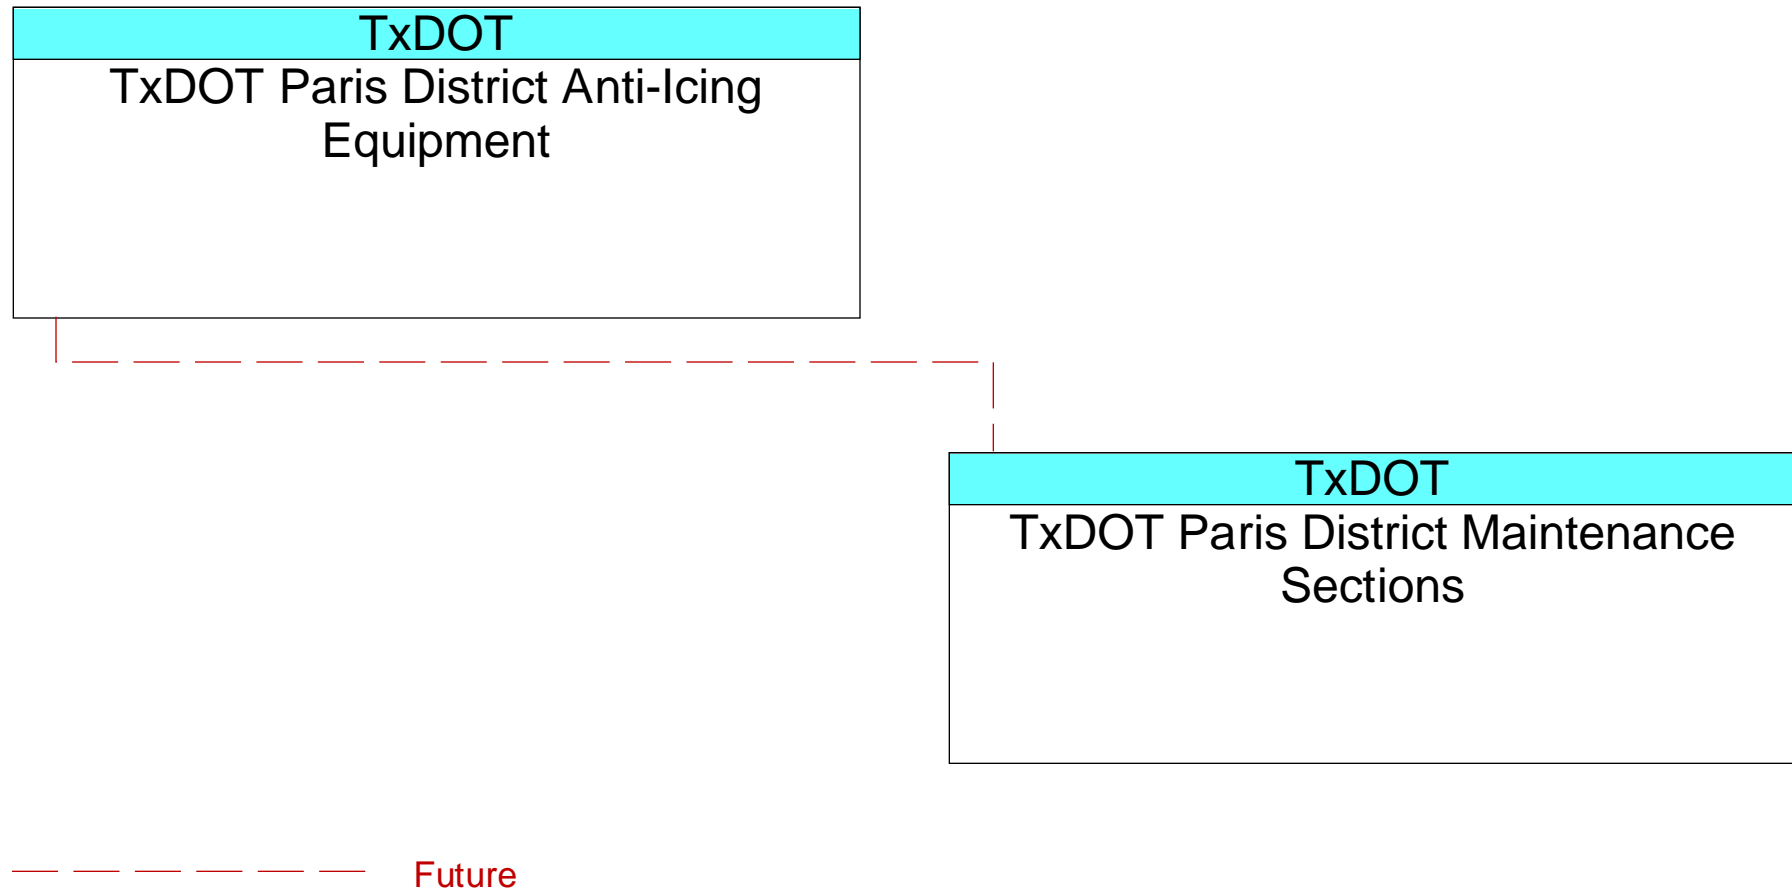 TxDOT
TxDOT Paris District Anti-Icing
Equipment
TxDOT
TxDOT Paris District Maintenance
Sections
Future